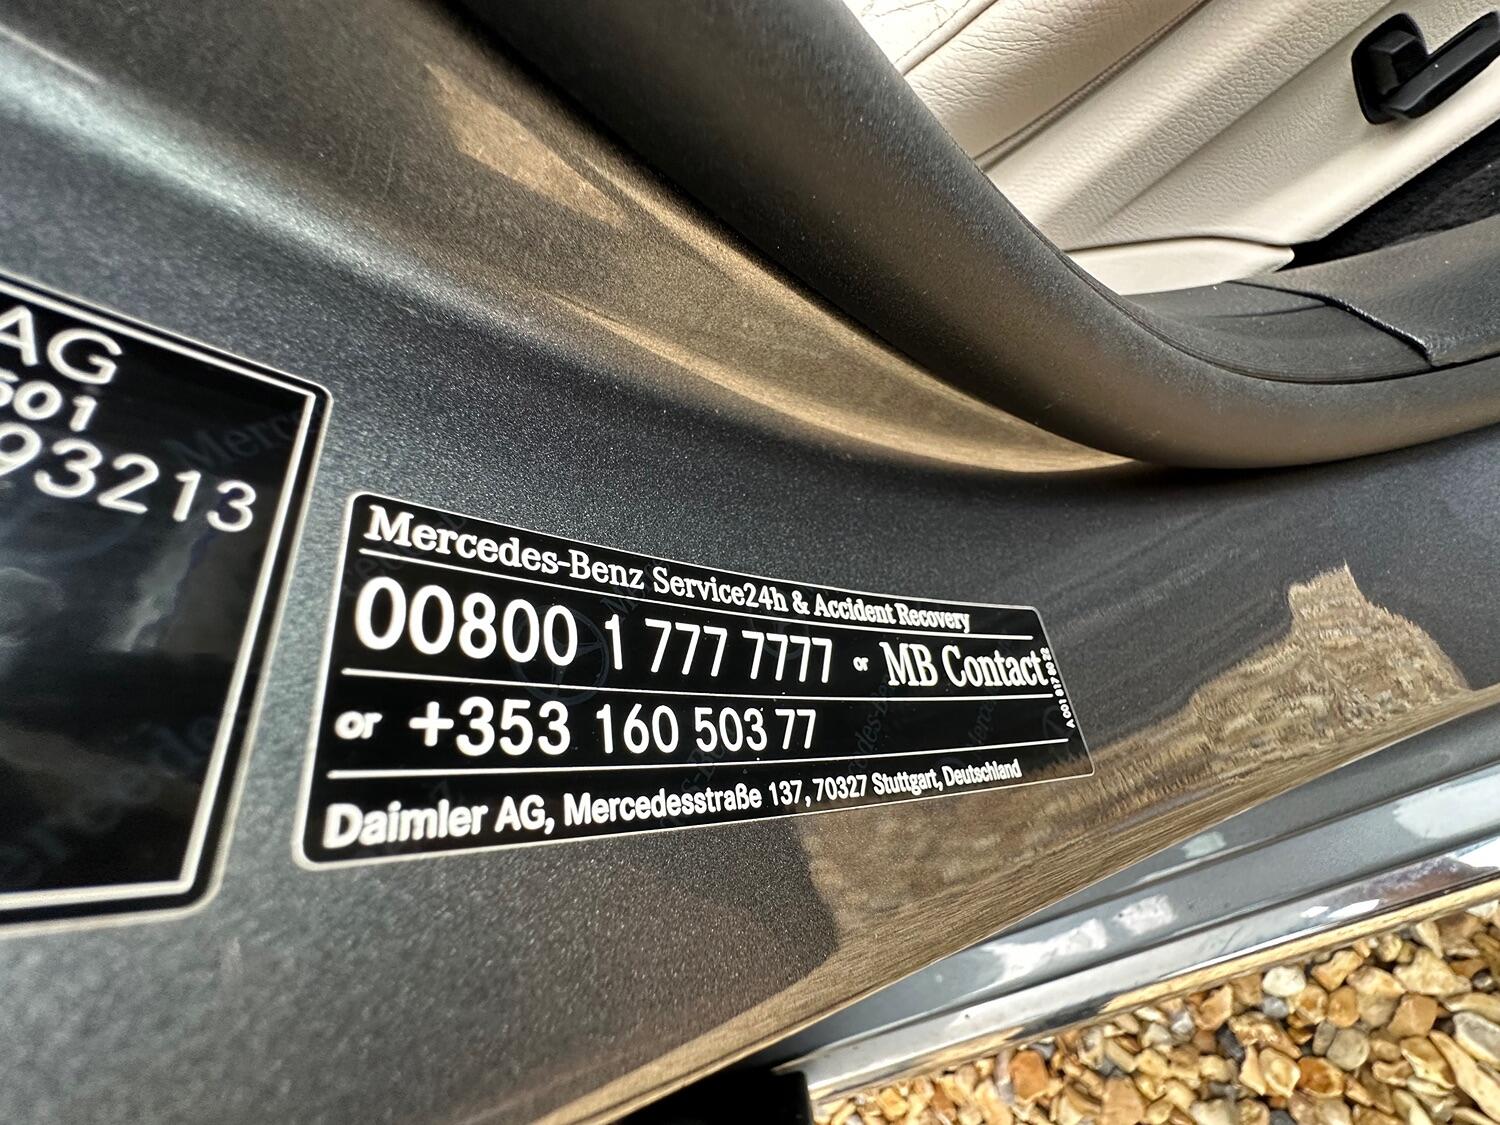 AG
501
93213
Mercedes-Benz Service24h & Accident Recovery
00800 1 777 7777 or MB Contact
or +353 160 503 77
Daimler AG, Mercedesstraße 137, 70327 Stuttgart, Deutschland